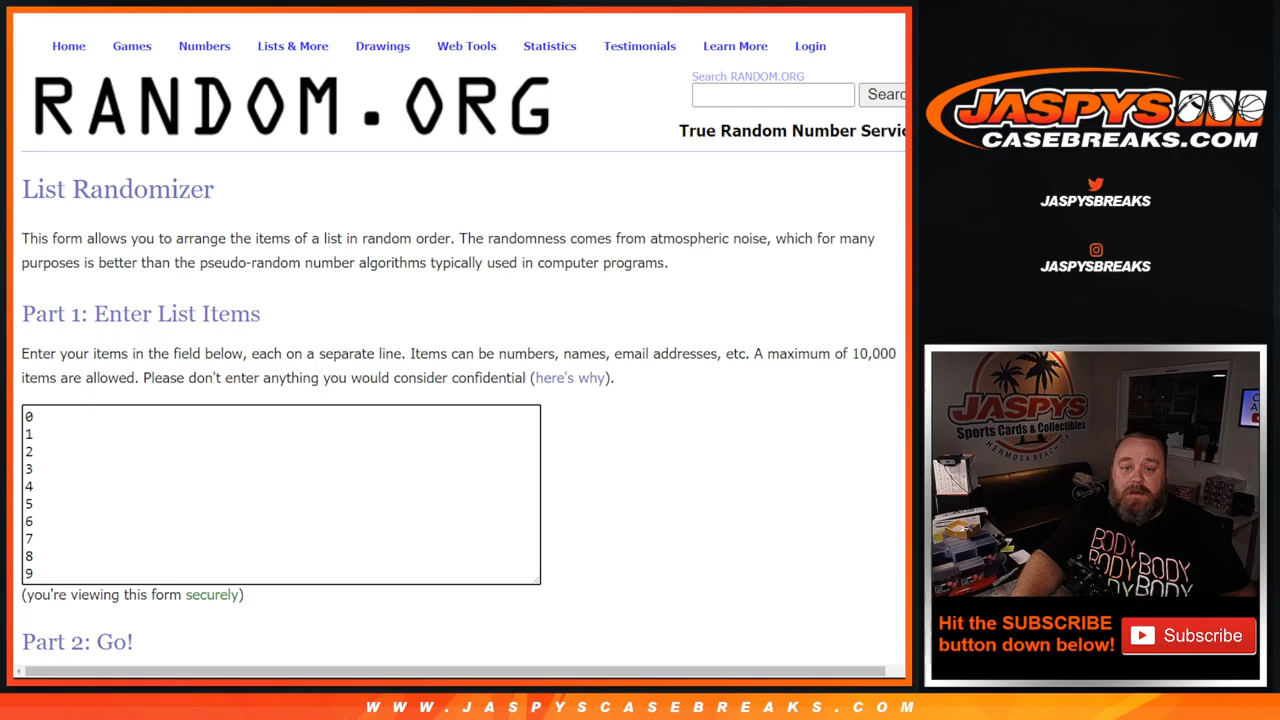 Home Games Numbers Lists & More Drawings Web Tools Statistics Testimonials Learn More Login
RANDOM.ORG
Search RANDOM.ORG
True Random Number
List Randomizer
This form allows you to arrange the items of a list in random order. The randomness comes from atmospheric noise, which for many
purposes is better than the pseudo-random number algorithms typically used in computer programs.
Part 1: Enter List Items
Enter your items in the field below, each on a separate line. Items can be numbers, names, email addresses, etc. A maximum of 10,000
items are allowed. Please don't enter anything you would consider confidential (here's why).
0
1
2
3
4
5
6
7
8
9
(you're viewing this form securely)
Part 2: Go!
JASPYS
CASEBREAKS.COM
JASPYSBREAKS
JASPYSBREAKS
JASPYS
Sports Cards & Collectibles
HERMOSA BEACH CA
BODY
BODY
BODY
BODY
BODY
Hit the SUBSCRIBE
button down below!
Subscribe
WWW.JASPYSCASEBREAKS.COM